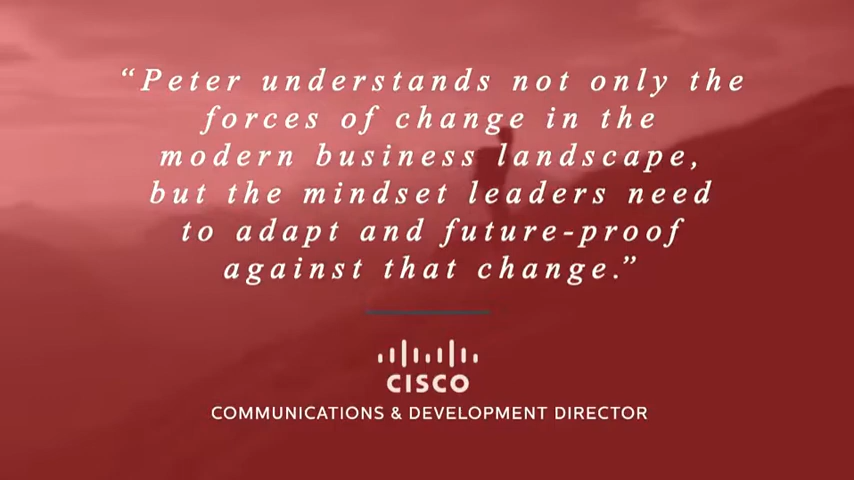 “Peter understands not only the
forces of change in the
modern business landscape,
but the mindset leaders need
to adapt and future-proof
against that change.”
CISCO
COMMUNICATIONS & DEVELOPMENT DIRECTOR